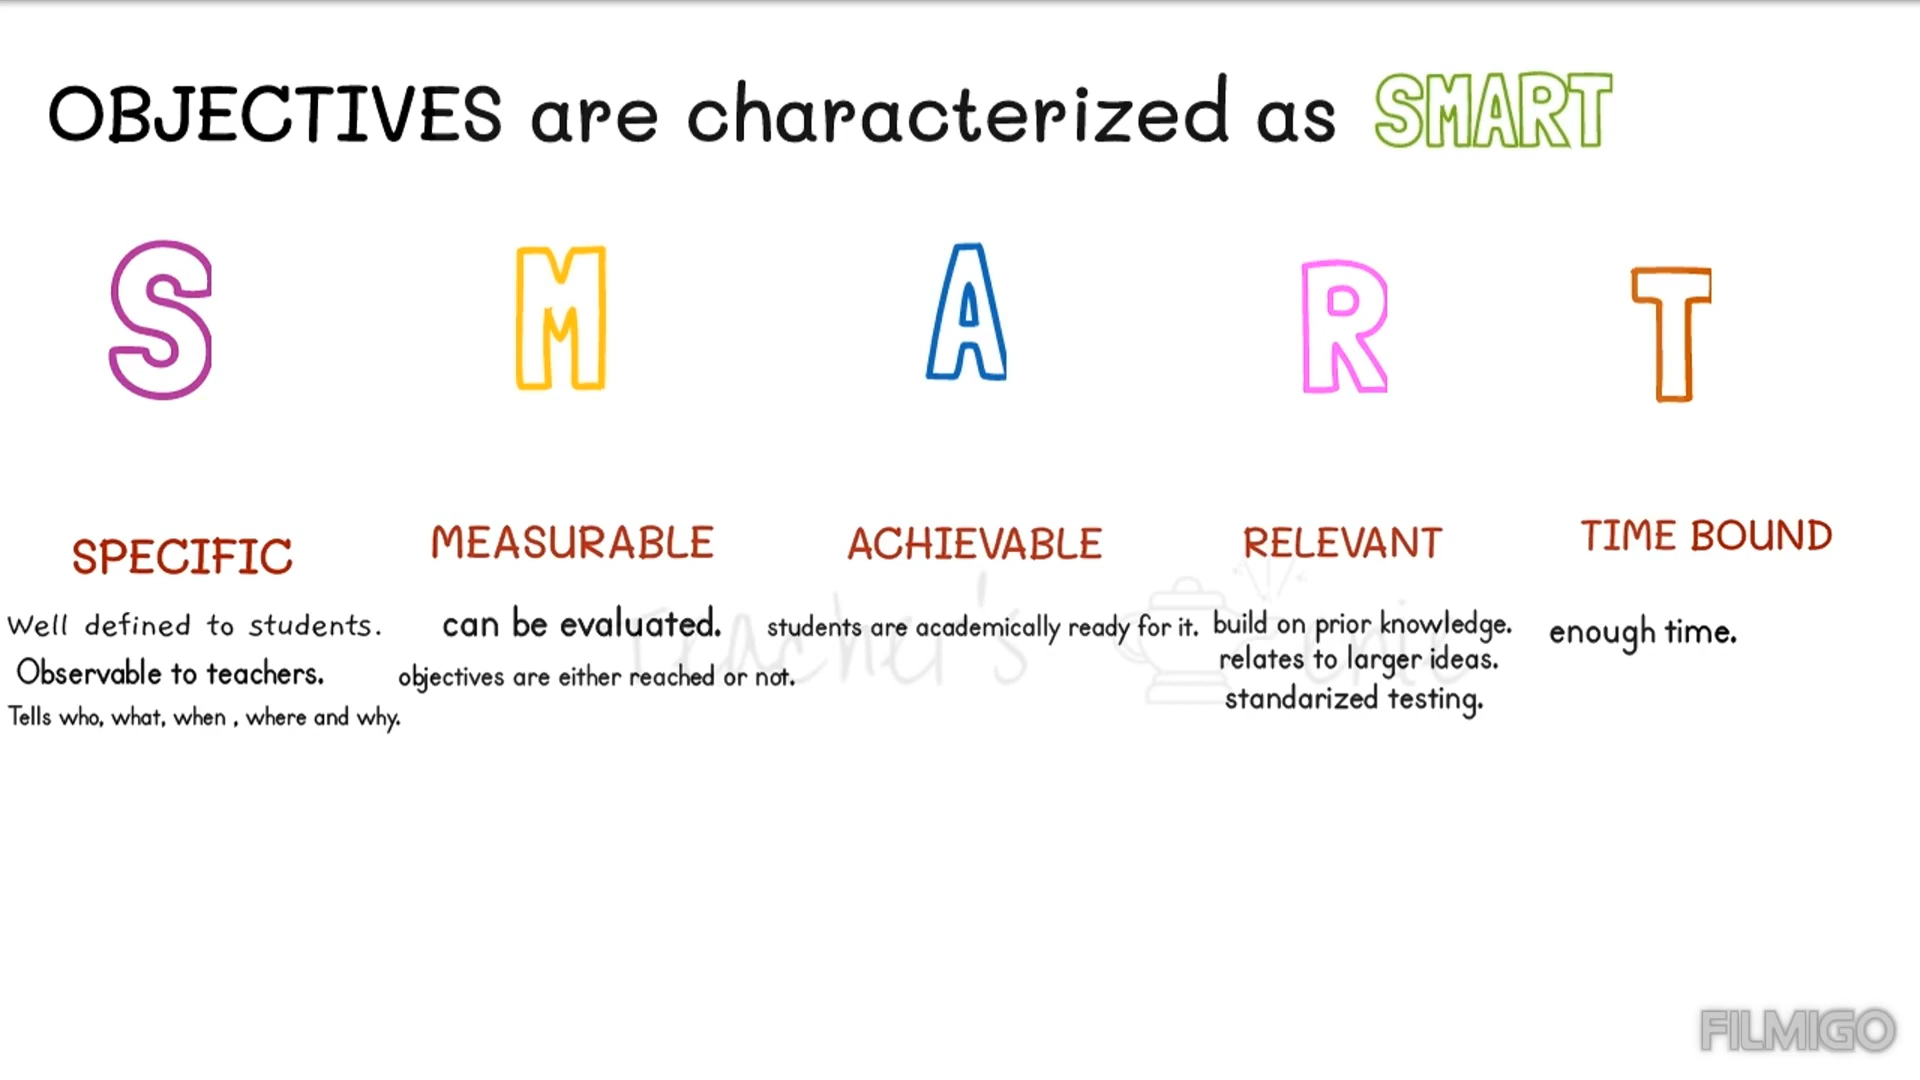 OBJECTIVES are characterized as SMART
S
M
A
R
T
SPECIFIC
Well defined to students.
Observable to teachers.
Tells who, what, when , where and why.
MEASURABLE
can be evaluated.
objectives are either reached or not.
ACHIEVABLE
students are academically ready for it.
RELEVANT
build on prior knowledge.
relates to larger ideas.
standarized testing.
TIME BOUND
enough time.
Teacher's Genie
FILMIGO